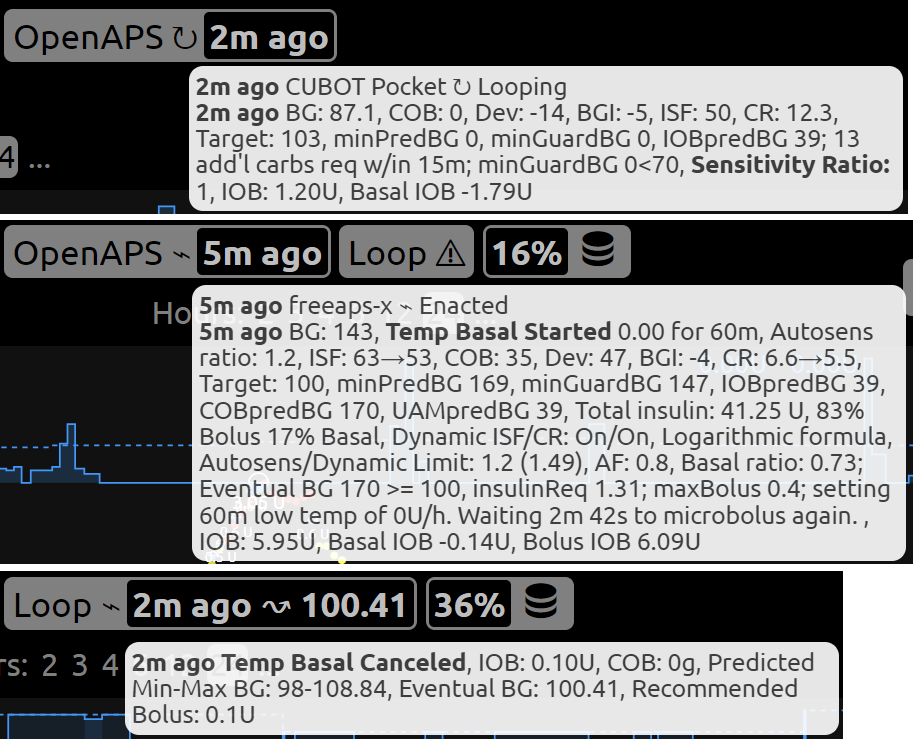 OpenAPS ↻ 2m ago
2m ago CUBOT Pocket ↻ Looping
2m ago BG: 87.1, COB: 0, Dev: -14, BGI: -5, ISF: 50, CR: 12.3,
Target: 103, minPredBG 0, minGuardBG 0, IOBpredBG 39; 13
4 ...
add'l carbs req w/in 15m; minGuardBG 0<70, Sensitivity Ratio:
1, IOB: 1.20U, Basal IOB -1.79U
OpenAPS ⌁ 5m ago Loop ⚠ 16%
Ho
5m ago freeaps-x ⌁ Enacted
5m ago BG: 143, Temp Basal Started 0.00 for 60m, Autosens
ratio: 1.2, ISF: 63→53, COB: 35, Dev: 47, BGI: -4, CR: 6.6→5.5,
Target: 100, minPredBG 169, minGuardBG 147, IOBpredBG 39,
COBpredBG 170, UAMpredBG 39, Total insulin: 41.25 U, 83%
Bolus 17% Basal, Dynamic ISF/CR: On/On, Logarithmic formula,
Autosens/Dynamic Limit: 1.2 (1.49), AF: 0.8, Basal ratio: 0.73;
Eventual BG 170 >= 100, insulinReq 1.31; maxBolus 0.4; setting
60m low temp of 0U/h. Waiting 2m 42s to microbolus again. ,
IOB: 5.95U, Basal IOB -0.14U, Bolus IOB 6.09U
Loop ⌁ 2m ago ↝ 100.41 36%
rs: 2 3 4
2m ago Temp Basal Canceled, IOB: 0.10U, COB: 0g, Predicted
Min-Max BG: 98-108.84, Eventual BG: 100.41, Recommended
Bolus: 0.1U